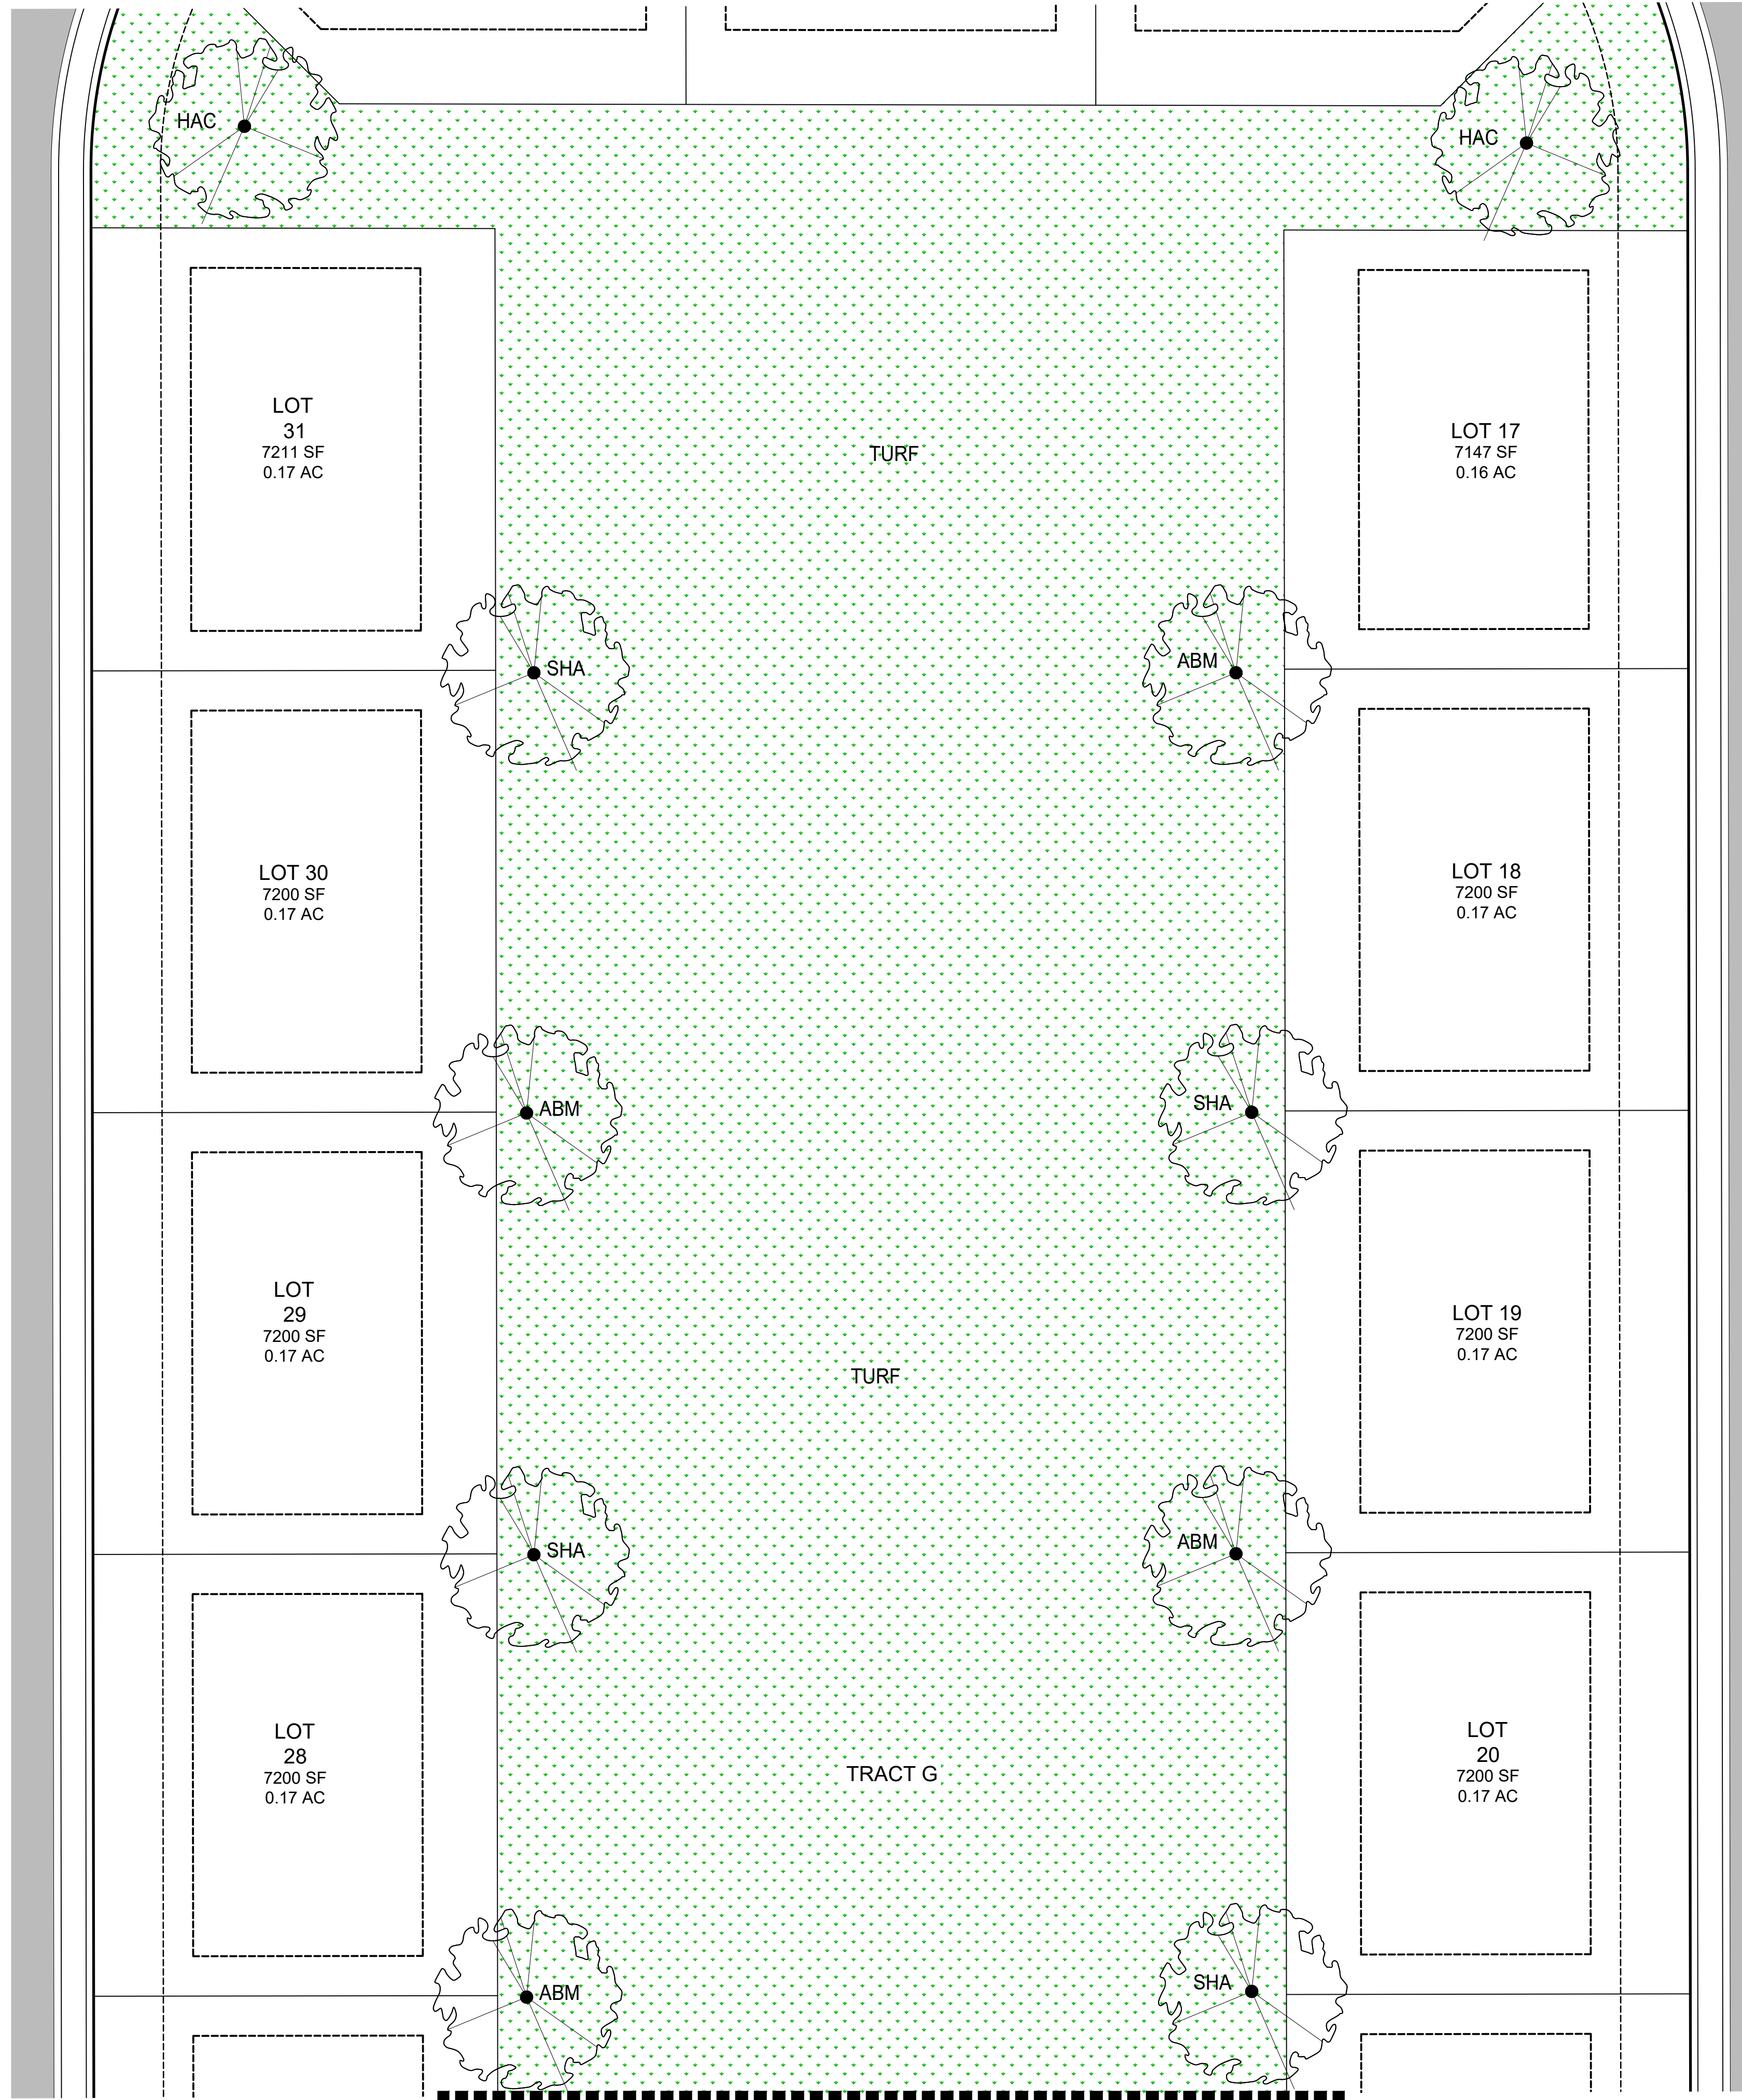 HAC
HAC
LOT
31
7211 SF
0.17 AC
TURF
LOT 17
7147 SF
0.16 AC
SHA
ABM
LOT 30
7200 SF
0.17 AC
LOT 18
7200 SF
0.17 AC
ABM
SHA
LOT
29
7200 SF
0.17 AC
TURF
LOT 19
7200 SF
0.17 AC
SHA
ABM
LOT
28
7200 SF
0.17 AC
TRACT G
LOT
20
7200 SF
0.17 AC
ABM
SHA